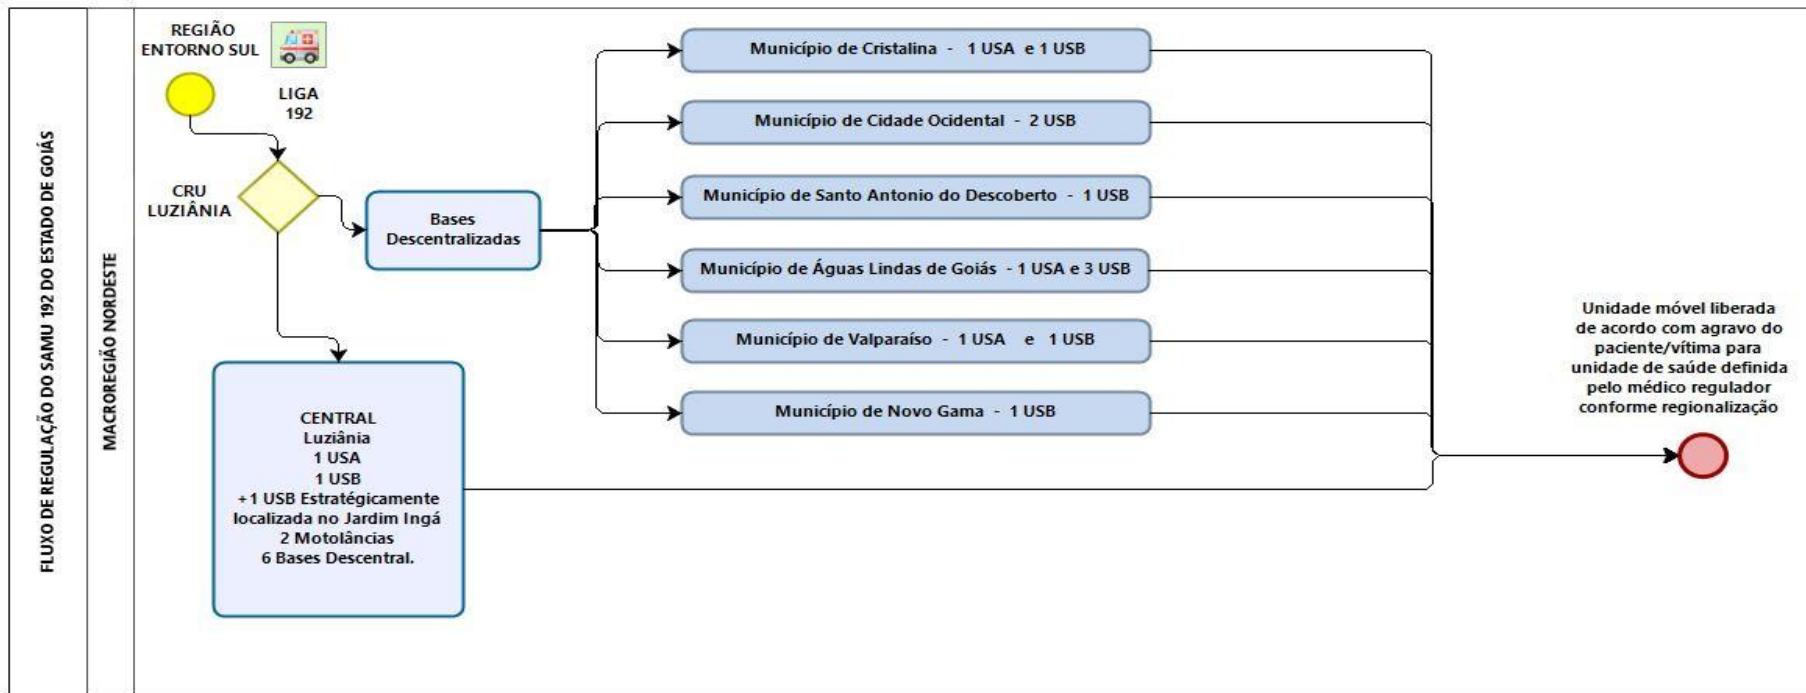 FLUXO DE REGULAÇÃO DO SAMU 192 DO ESTADO DE GOIÁS
MACROREGIÃO NORDESTE
REGIÃO
ENTORNO SUL
LIGA
192
CRU
LUZIÂNIA
Bases
Descentralizadas
Município de Cristalina - 1 USA e 1 USB
Município de Cidade Ocidental - 2 USB
Município de Santo Antonio do Descoberto - 1 USB
Município de Águas Lindas de Goiás - 1 USA e 3 USB
Município de Valparaíso - 1 USA e 1 USB
Município de Novo Gama - 1 USB
CENTRAL
Luziânia
1 USA
1 USB
+1 USB Estratégicamente
localizada no Jardim Ingá
2 Motolâncias
6 Bases Descentral.
Unidade móvel liberada
de acordo com agravo do
paciente/vítima para
unidade de saúde definida
pelo médico regulador
conforme regionalização